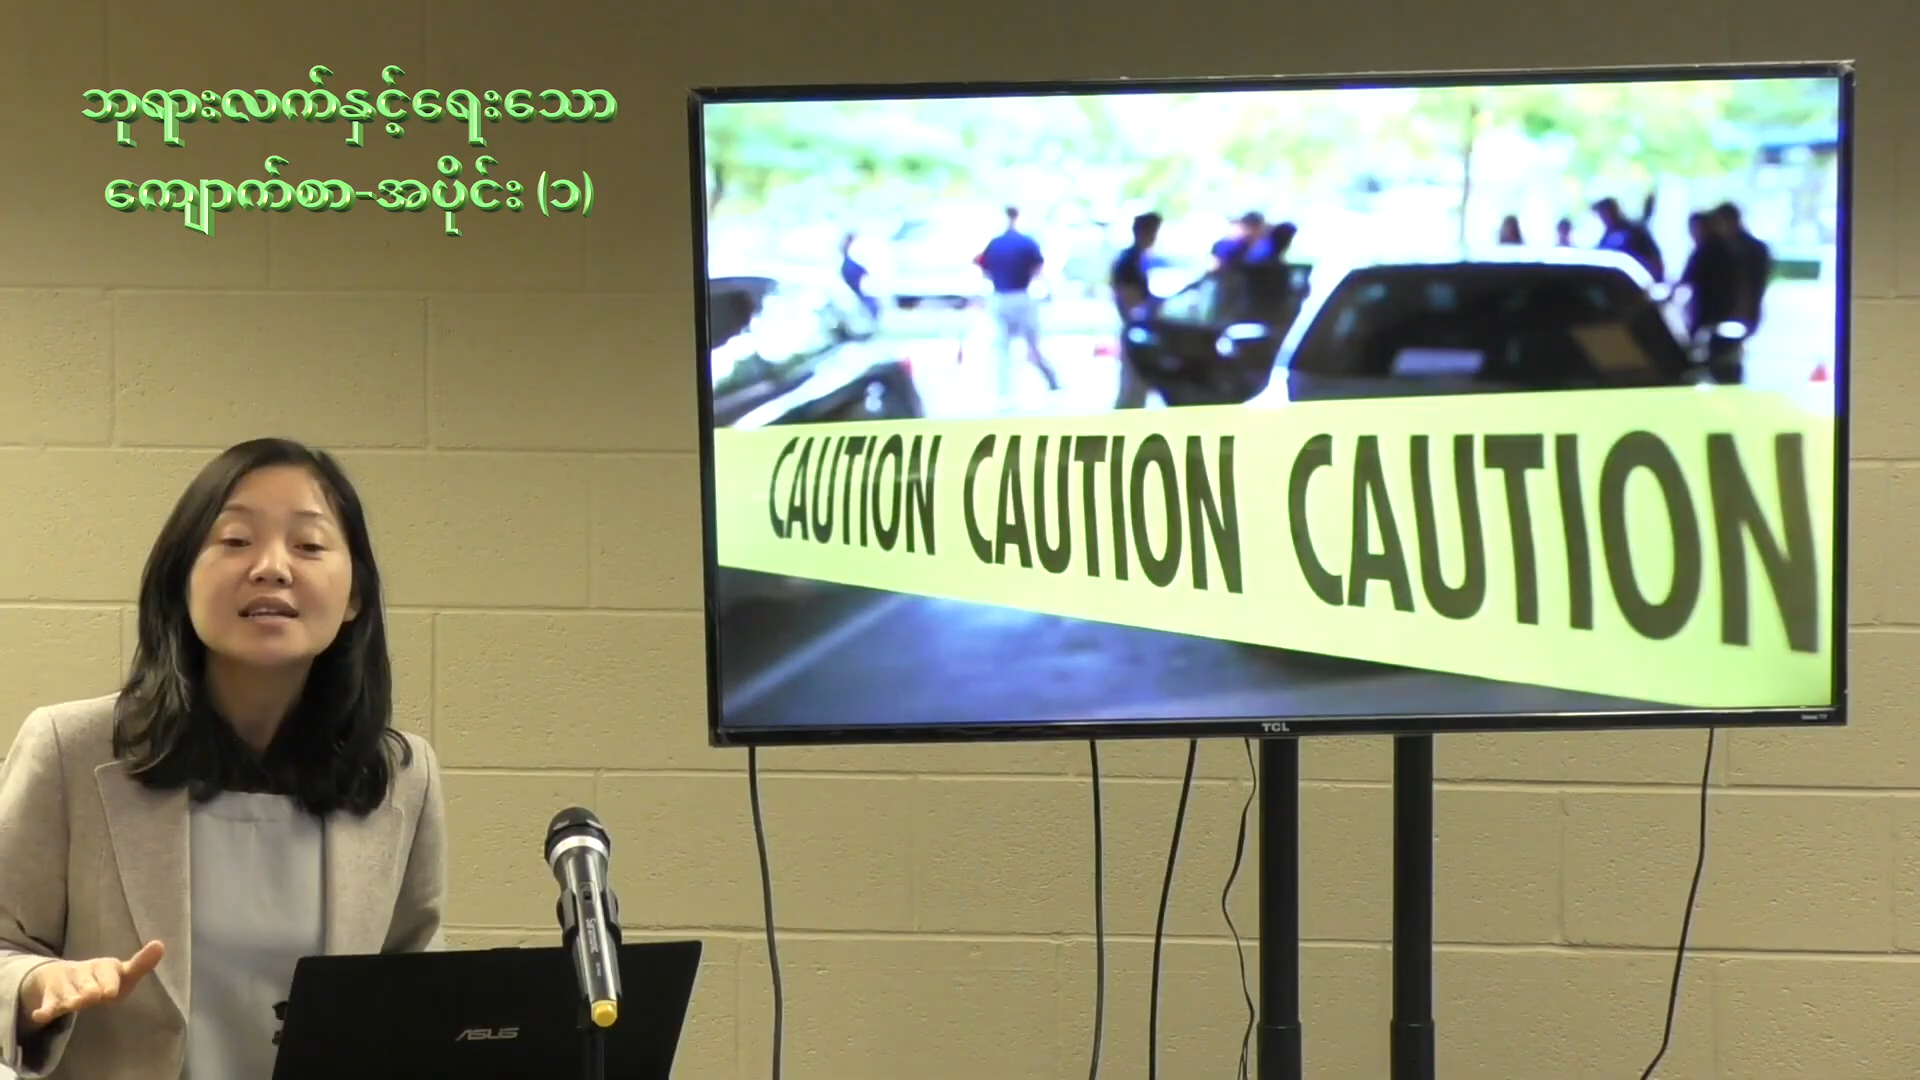 ဘုရားလက်နှင့်ရေးသော
ကျောက်စာ-အပိုင်း (၁)
CAUTION CAUTION CAUTION
TCL
ASUS